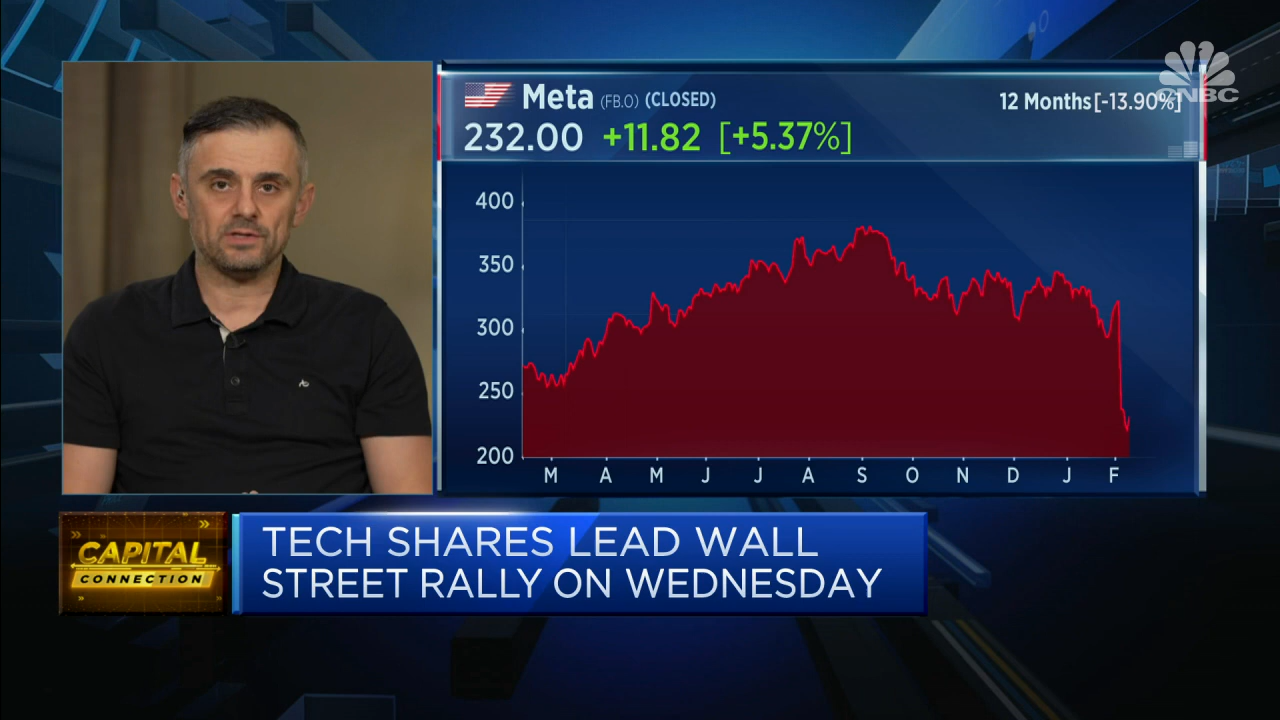 CNBC
Meta (FB.O) (CLOSED)
12 Months[-13.90%]
232.00 +11.82 [+5.37%]
400
350
300
250
200
M A M J J A S O N D J F
CAPITAL
CONNECTION
TECH SHARES LEAD WALL
STREET RALLY ON WEDNESDAY